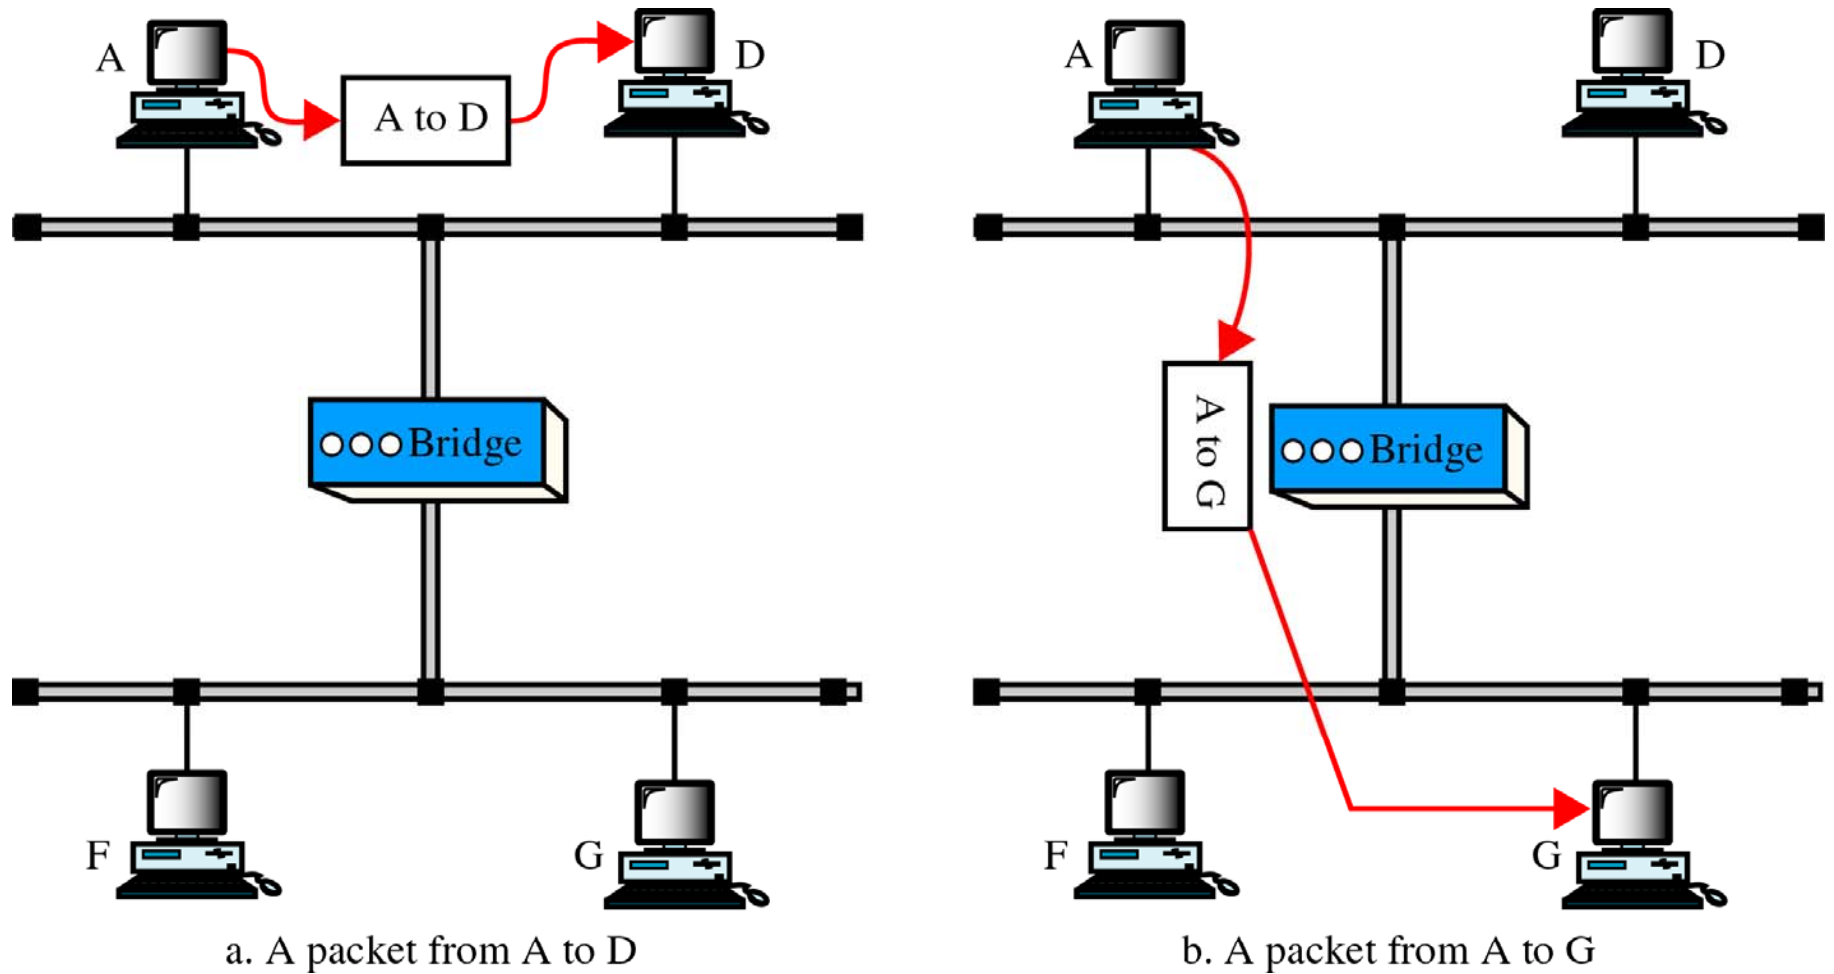 A
A to D
D
Bridge
F
G
a. A packet from A to D
A
D
A to G
Bridge
F
G
b. A packet from A to G